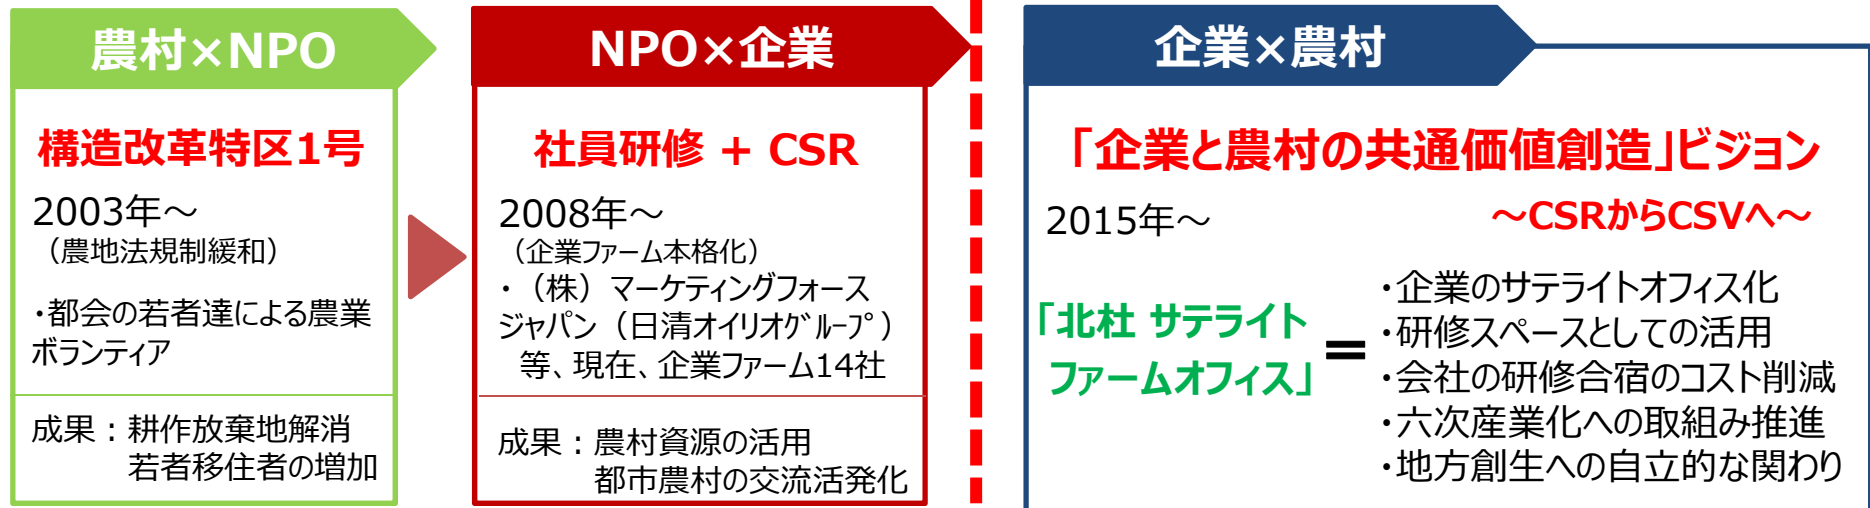 農村×NPO
構造改革特区1号
2003年～
（農地法規制緩和）
・都会の若者達による農業
ボランティア
成果：耕作放棄地解消
若者移住者の増加
NPO×企業
社員研修 + CSR
2008年～
（企業ファーム本格化）
・（株）マーケティングフォース
ジャパン（日清オイリオｸﾞﾙｰﾌﾟ）
等、現在、企業ファーム14社
成果：農村資源の活用
都市農村の交流活発化
企業×農村
「企業と農村の共通価値創造」ビジョン
2015年～
～CSRからCSVへ～
「北杜 サテライト
ファームオフィス」
＝
・企業のサテライトオフィス化
・研修スペースとしての活用
・会社の研修合宿のコスト削減
・六次産業化への取組み推進
・地方創生への自立的な関わり